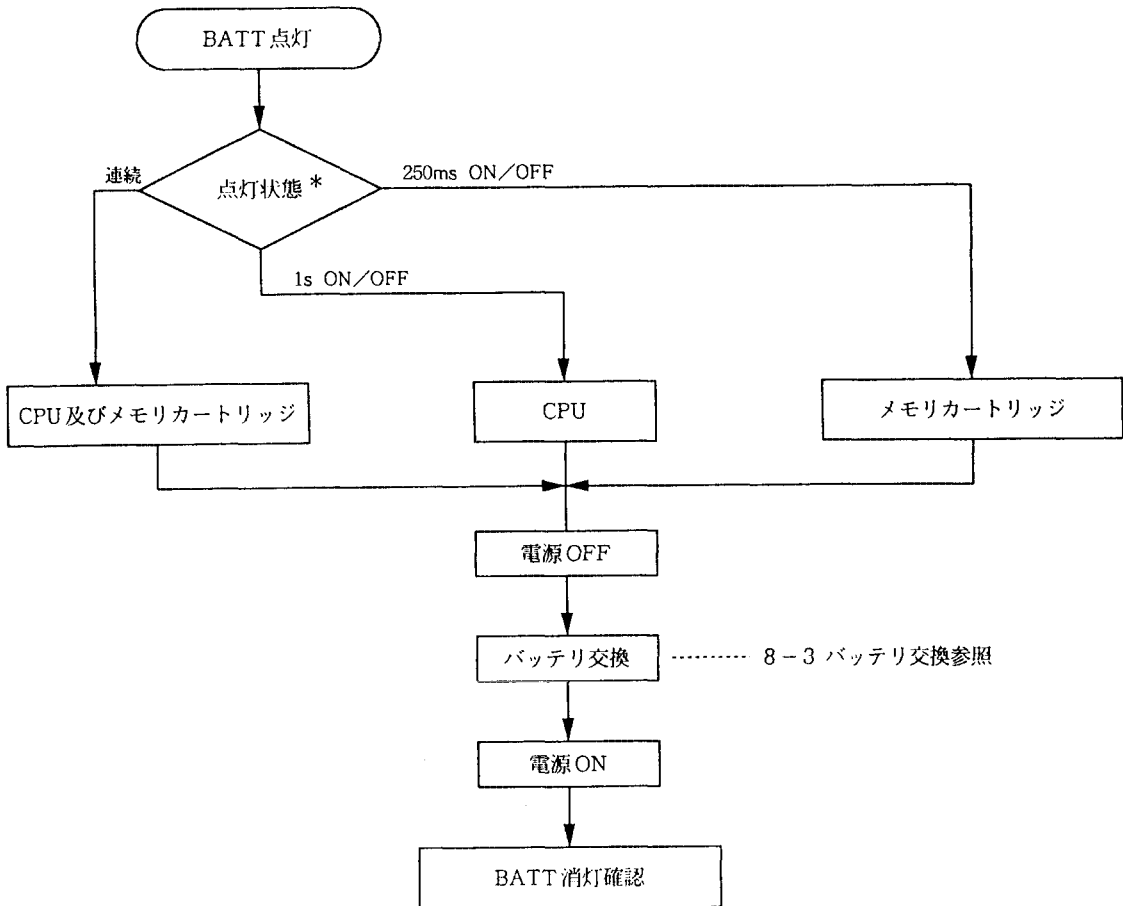 BATT点灯
点灯状態*
連続
250ms ON/OFF
1s ON/OFF
CPU及びメモリカートリッジ
CPU
メモリカートリッジ
電源OFF
バッテリ交換
8-3 バッテリ交換参照
電源ON
BATT消灯確認